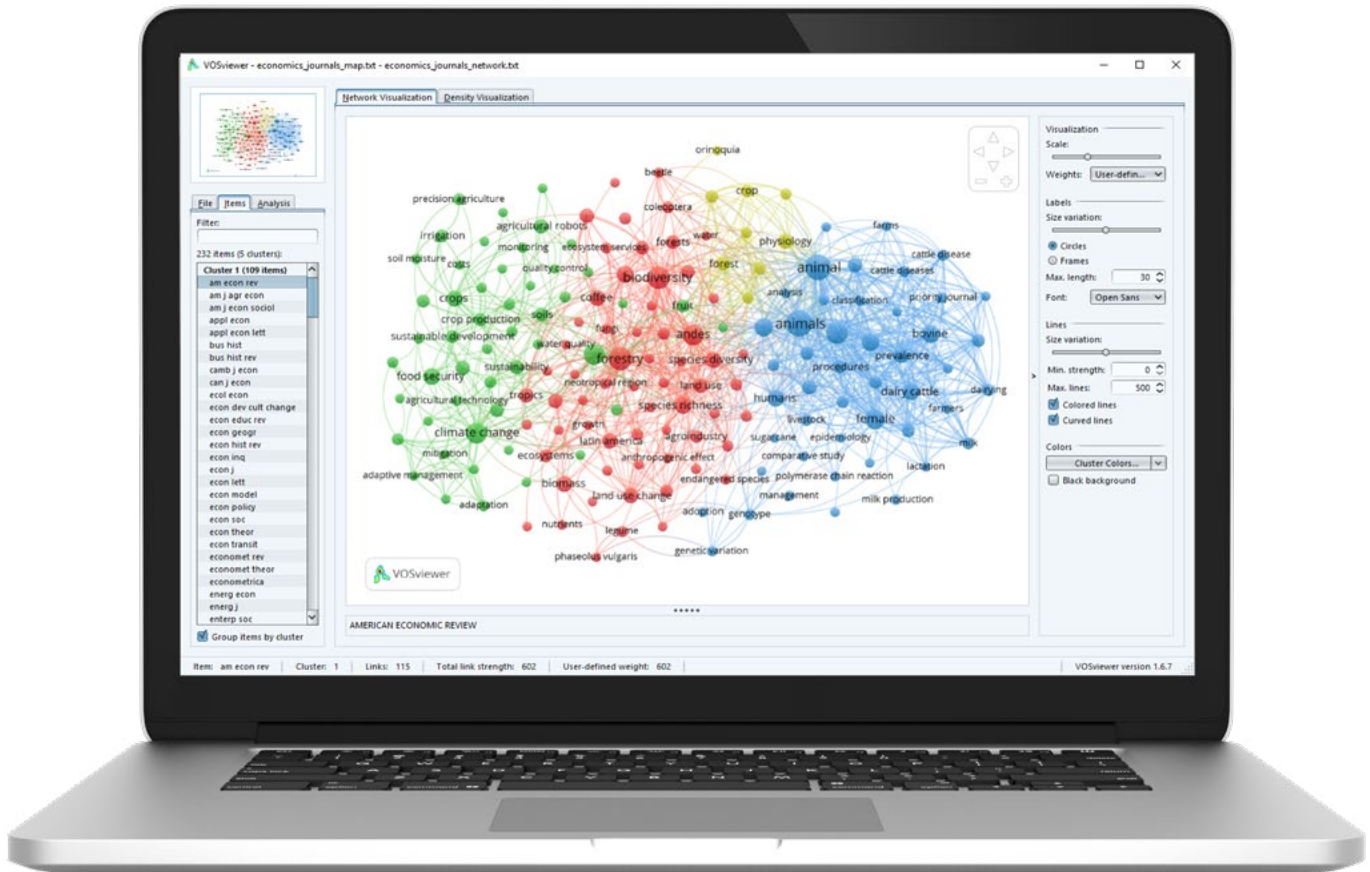 VOSviewer - economics_journals_map.txt - economics_journals_network.txt
Network Visualization Density Visualization
File Items Analysis
Filter:
232 items (5 clusters):
Cluster 1 (109 items)
am econ rev
am j agr econ
am j econ sociol
appl econ
appl econ lett
bus hist
bus hist rev
camb j econ
can j econ
ecol econ
econ dev cult change
econ educ rev
econ geogr
econ hist rev
econ inq
econ j
econ lett
econ model
econ policy
econ soc
econ theor
econ transit
economet rev
economet theor
econometrica
energ econ
energ j
enterp soc
Group items by cluster
orinoquia
beetle
crop
precision agriculture
coleoptera
agricultural robots
farms
irrigation
water
monitoring
ecosystem services
forests
physiology
soil moisture
costs
cattle disease
quality control
forest
animal
cattle diseases
biodiversity
analysis
crops
coffee
classification
priority journal
fruit
soils
crop production
animals
fungi
andes
bovine
sustainable development
water quality
forestry
species diversity
prevalence
sustainability
procedures
food security
neotropical region
land use
tropics
dairy cattle
dairying
agricultural technology
humans
species richness
farmers
growth
livestock
female
climate change
latin america
agroindustry
sugarcane
epidemiology
milk
mitigation
ecosystems
anthropogenic effect
comparative study
lactation
adaptive management
biomass
endangered species
polymerase chain reaction
land use change
management
milk production
adaptation
adoption
genotype
nutrients
legume
phaseolus vulgaris
genetic variation
VOSviewer
AMERICAN ECONOMIC REVIEW
Visualization
Scale:
Weights: User-defin...
Labels
Size variation:
Circles
Frames
Max. length: 30
Font: Open Sans
Lines
Size variation:
Min. strength: 0
Max. lines: 500
Colored lines
Curved lines
Colors
Cluster Colors...
Black background
Item: am econ rev Cluster: 1 Links: 115 Total link strength: 602 User-defined weight: 602 VOSviewer version 1.6.7